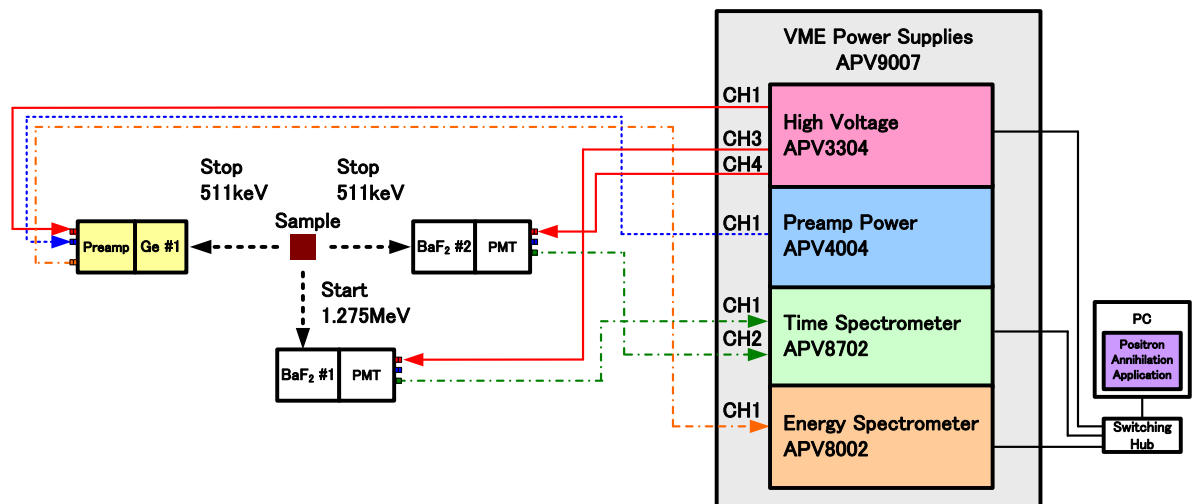 VME Power Supplies
APV9007
CH1
High Voltage
APV3304
CH3
CH4
Stop
511keV
Stop
511keV
Sample
Preamp
Ge #1
BaF₂ #2
PMT
CH1
Preamp Power
APV4004
Start
1.275MeV
BaF₂ #1
PMT
CH1
Time Spectrometer
APV8702
CH2
CH1
Energy Spectrometer
APV8002
PC
Positron
Annihilation
Application
Switching
Hub